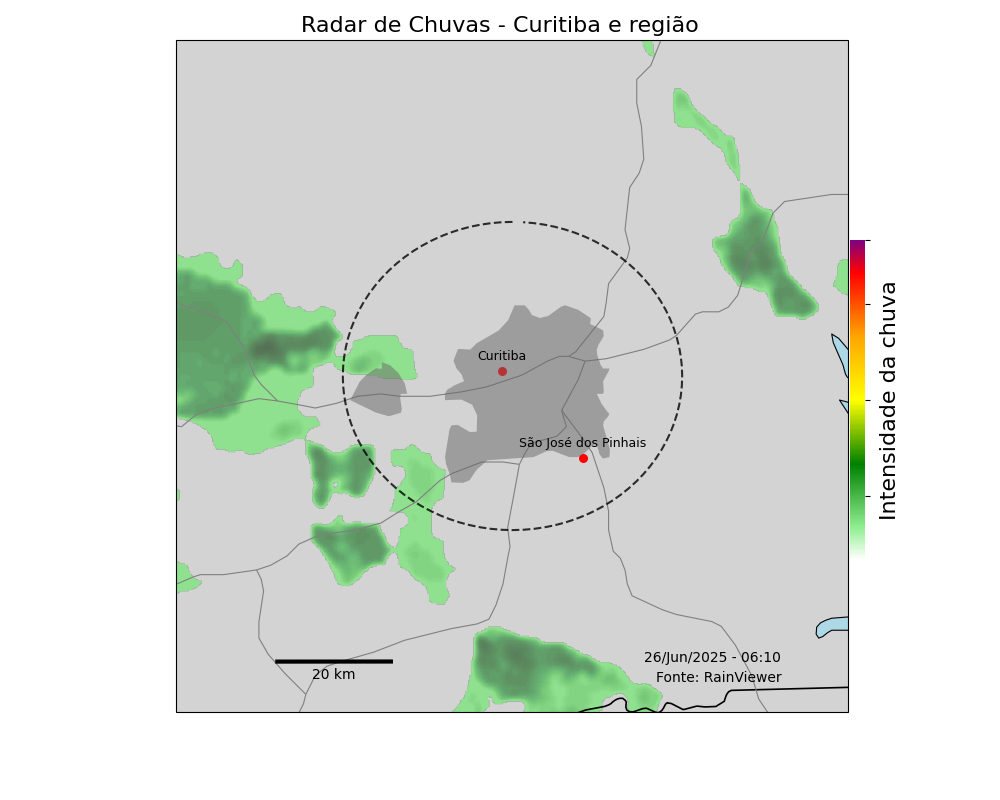 Radar de Chuvas - Curitiba e região
Curitiba
São José dos Pinhais
Intensidade da chuva
26/Jun/2025 - 06:10
Fonte: RainViewer
20 km